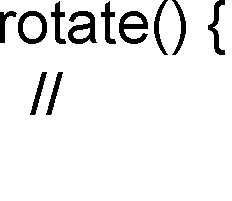 rotate() {
//